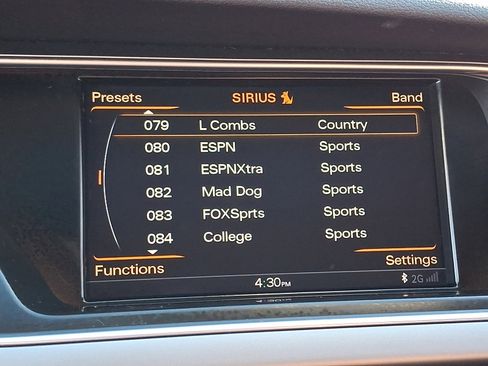 Presets SIRIUS Band
079 L Combs Country
080 ESPN Sports
081 ESPNXtra Sports
082 Mad Dog Sports
083 FOXSprts Sports
084 College Sports
Functions Settings
4:30PM 2G